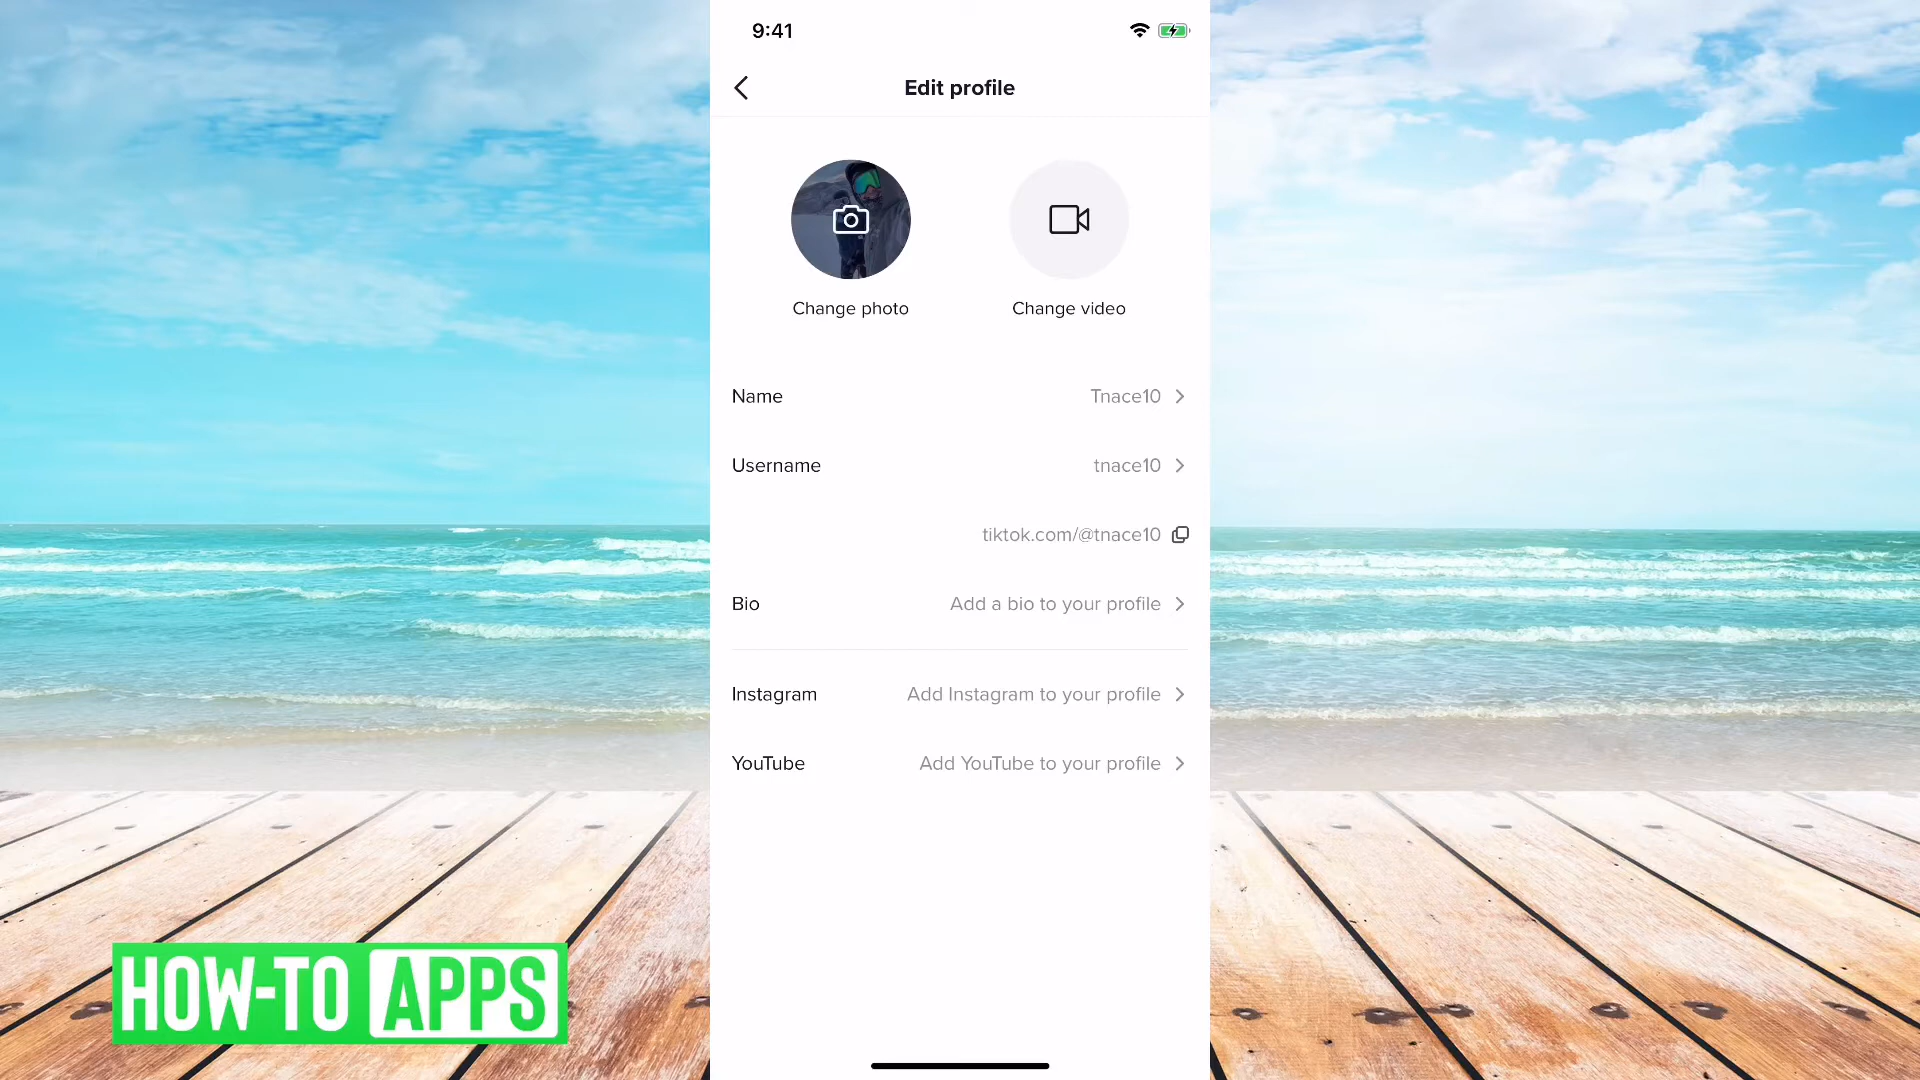 9:41
Edit profile
Change photo
Change video
Name Tnace10
Username tnace10
tiktok.com/@tnace10
Bio Add a bio to your profile
Instagram Add Instagram to your profile
YouTube Add YouTube to your profile
HOW-TO APPS